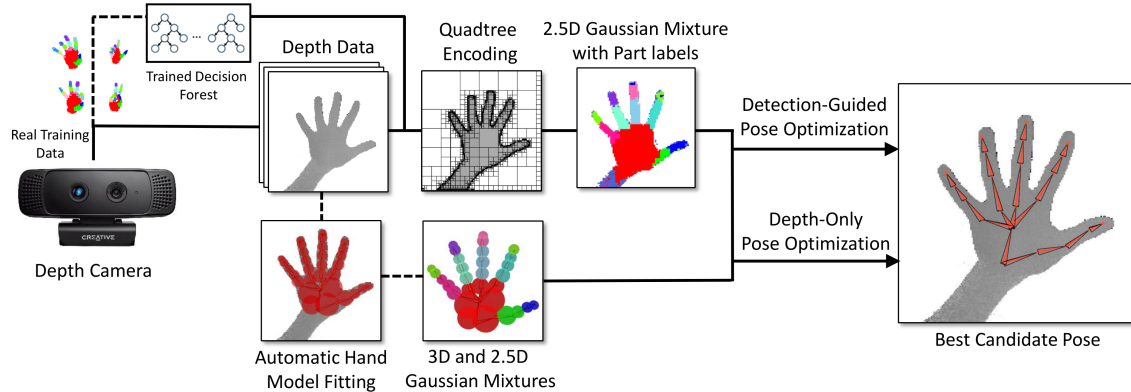 Trained Decision
Forest
Real Training
Data
CREATIVE
Depth Camera
Depth Data
Quadtree
Encoding
2.5D Gaussian Mixture
with Part labels
Automatic Hand
Model Fitting
3D and 2.5D
Gaussian Mixtures
Detection-Guided
Pose Optimization
Depth-Only
Pose Optimization
Best Candidate Pose
...